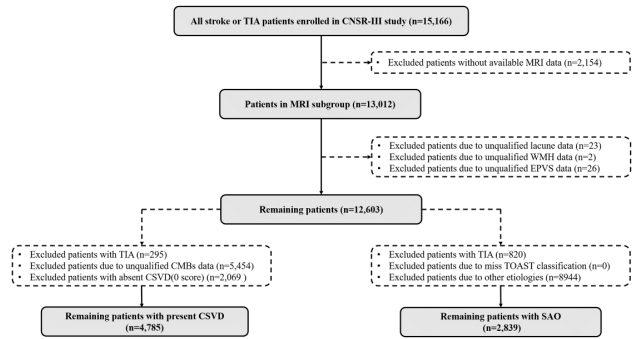 All stroke or TIA patients enrolled in CNSR-III study (n=15,166)
• Excluded patients without available MRI data (n=2,154)
Patients in MRI subgroup (n=13,012)
• Excluded patients due to unqualified lacune data (n=23)
• Excluded patients due to unqualified WMH data (n=2)
• Excluded patients due to unqualified EPVS data (n=26)
Remaining patients (n=12,603)
• Excluded patients with TIA (n=295)
• Excluded patients due to unqualified CMBs data (n=5,454)
• Excluded patients with absent CSVD(0 score) (n=2,069 )
• Excluded patients with TIA (n=820)
• Excluded patients due to miss TOAST classification (n=0)
• Excluded patients due to other etiologies (n=8944)
Remaining patients with present CSVD
(n=4,785)
Remaining patients with SAO
(n=2,839)